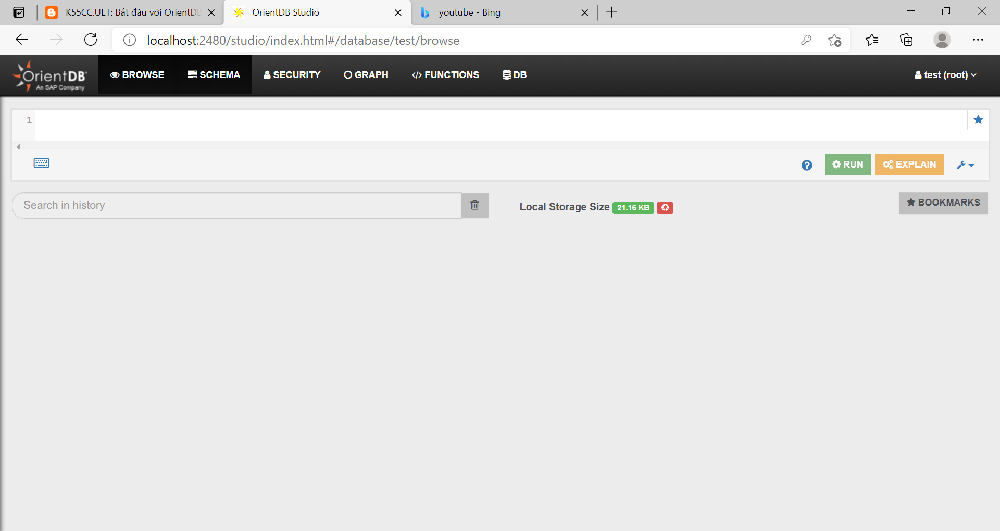 K55CC.UET: Bắt đầu với OrientDB
OrientDB Studio
youtube - Bing
localhost:2480/studio/index.html#/database/test/browse
OrientDB
An SAP Company
BROWSE
SCHEMA
SECURITY
GRAPH
FUNCTIONS
DB
test (root)
1
RUN
EXPLAIN
Search in history
Local Storage Size 21.16 KB
BOOKMARKS